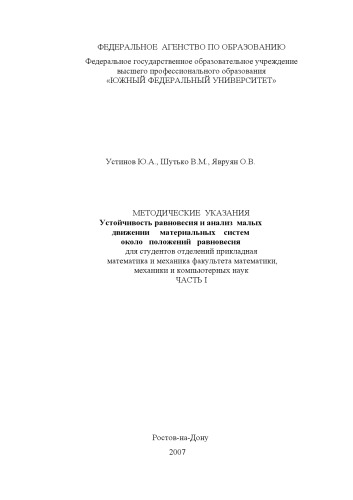 ФЕДЕРАЛЬНОЕ АГЕНСТВО ПО ОБРАЗОВАНИЮ
Федеральное государственное образовательное учреждение
высшего профессионального образования
«ЮЖНЫЙ ФЕДЕРАЛЬНЫЙ УНИВЕРСИТЕТ»
Устинов Ю.А., Шутько В.М., Явруян О.В.
МЕТОДИЧЕСКИЕ УКАЗАНИЯ
Устойчивость равновесия и анализ малых
движений материальных систем
около положений равновесия
для студентов отделений прикладная
математика и механика факультета математики,
механики и компьютерных наук
ЧАСТЬ I
Ростов-на-Дону
2007